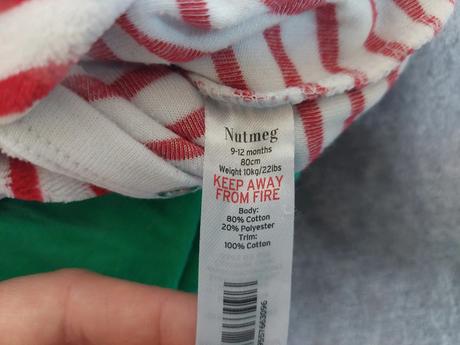 Nutmeg
9-12 months
80cm
Weight 10kg/22lbs
KEEP AWAY
FROM FIRE
Body:
80% Cotton
20% Polyester
Trim:
100% Cotton